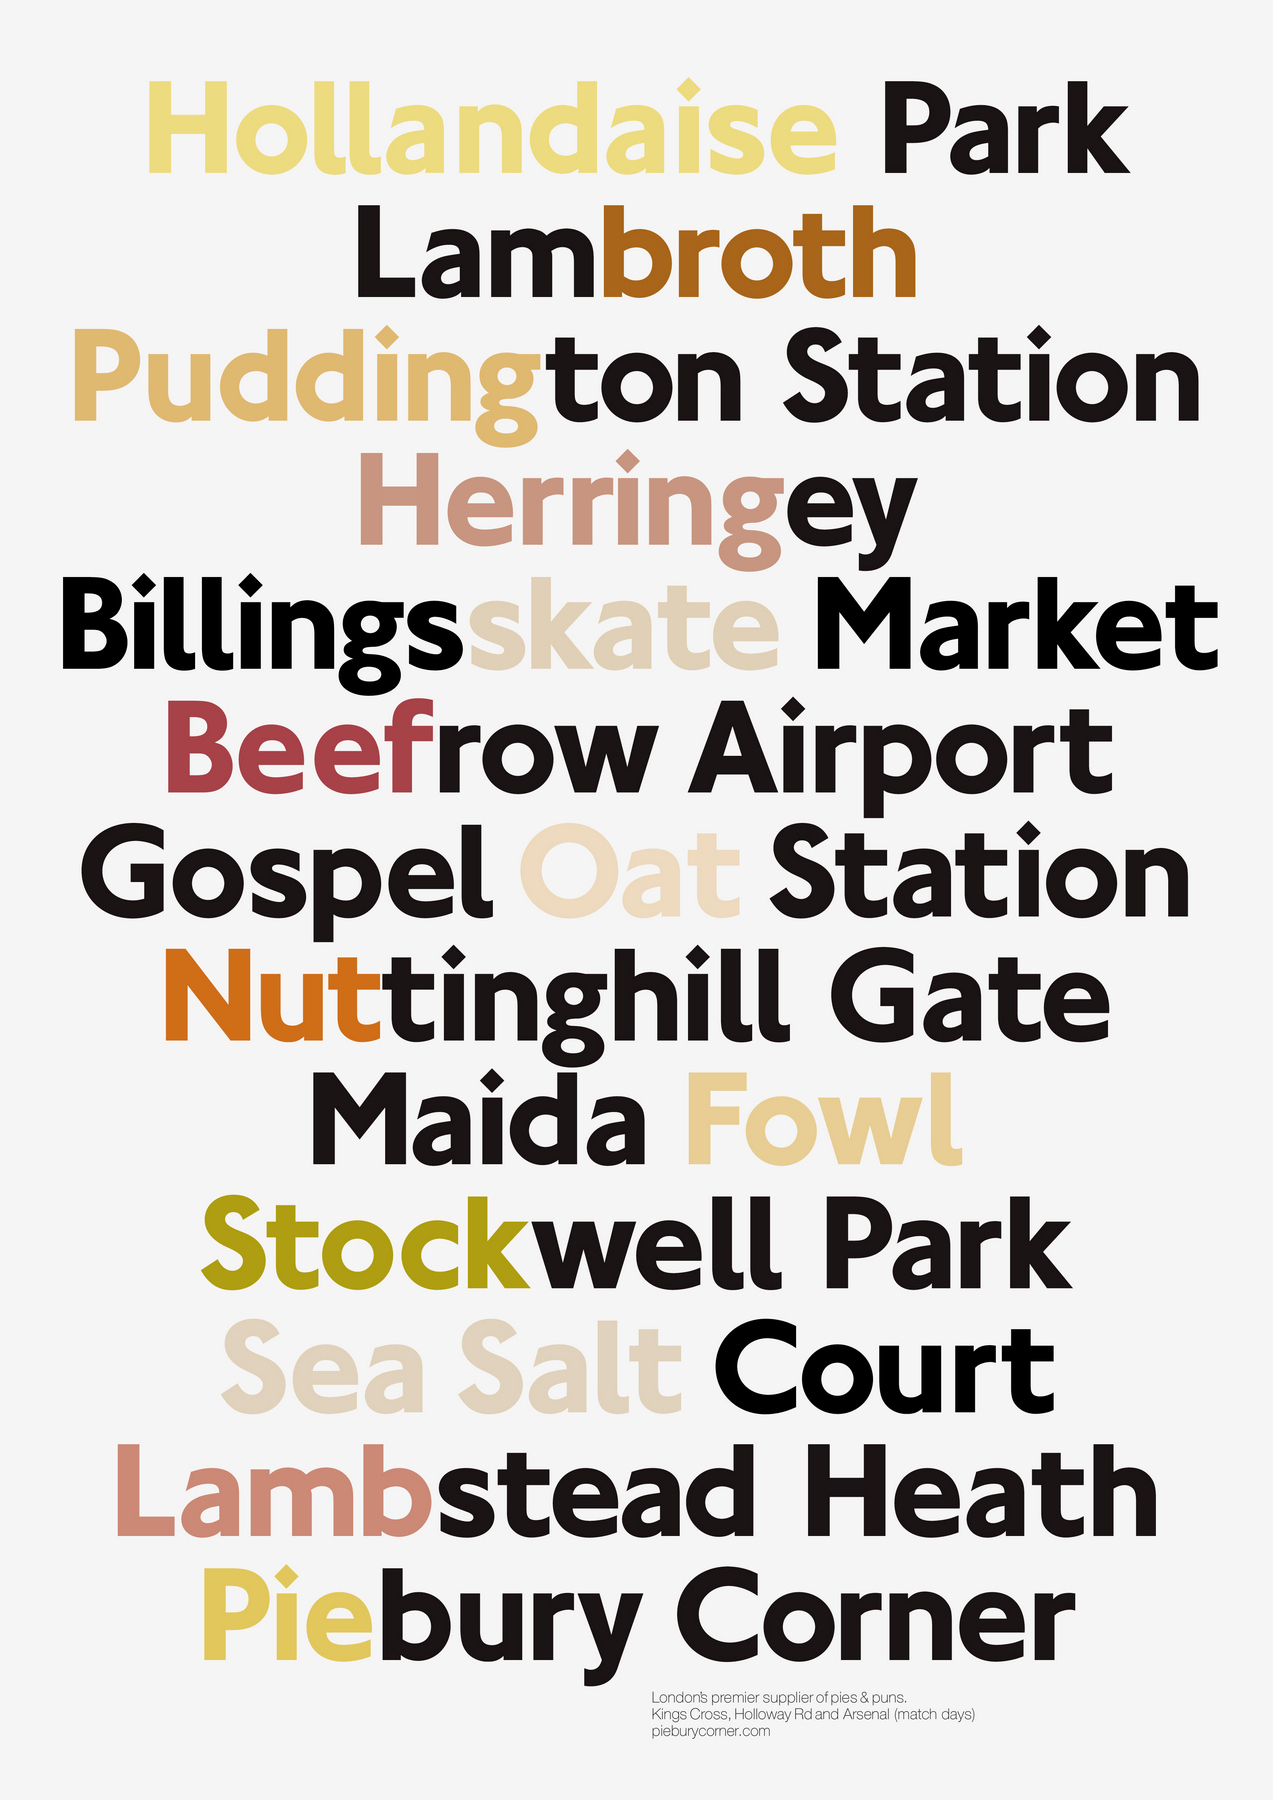 Hollandaise Park
Lambroth
Puddington Station
Herringey
Billingsskate Market
Beefrow Airport
Gospel Oat Station
Nuttinghill Gate
Maida Fowl
Stockwell Park
Sea Salt Court
Lambstead Heath
Piebury Corner
London's premier supplier of pies & puns.
Kings Cross, Holloway Rd and Arsenal (match days)
pieburycorner.com